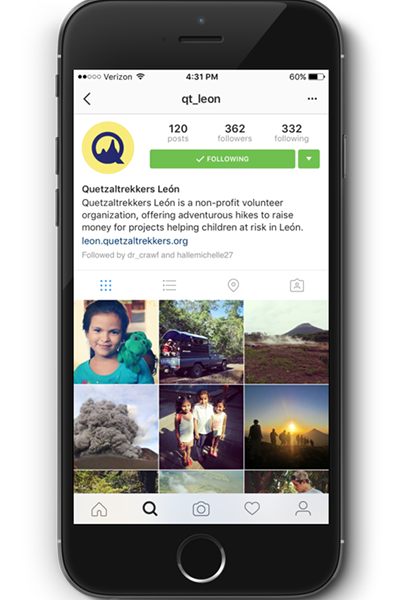 ●●○○○ Verizon 4:31 PM 60%
qt_leon
120 362 332
posts followers following
FOLLOWING
Quetzaltrekkers León
Quetzaltrekkers León is a non-profit volunteer
organization, offering adventurous hikes to raise
money for projects helping children at risk in León.
leon.quetzaltrekkers.org
Followed by dr_crawf and hallemichelle27